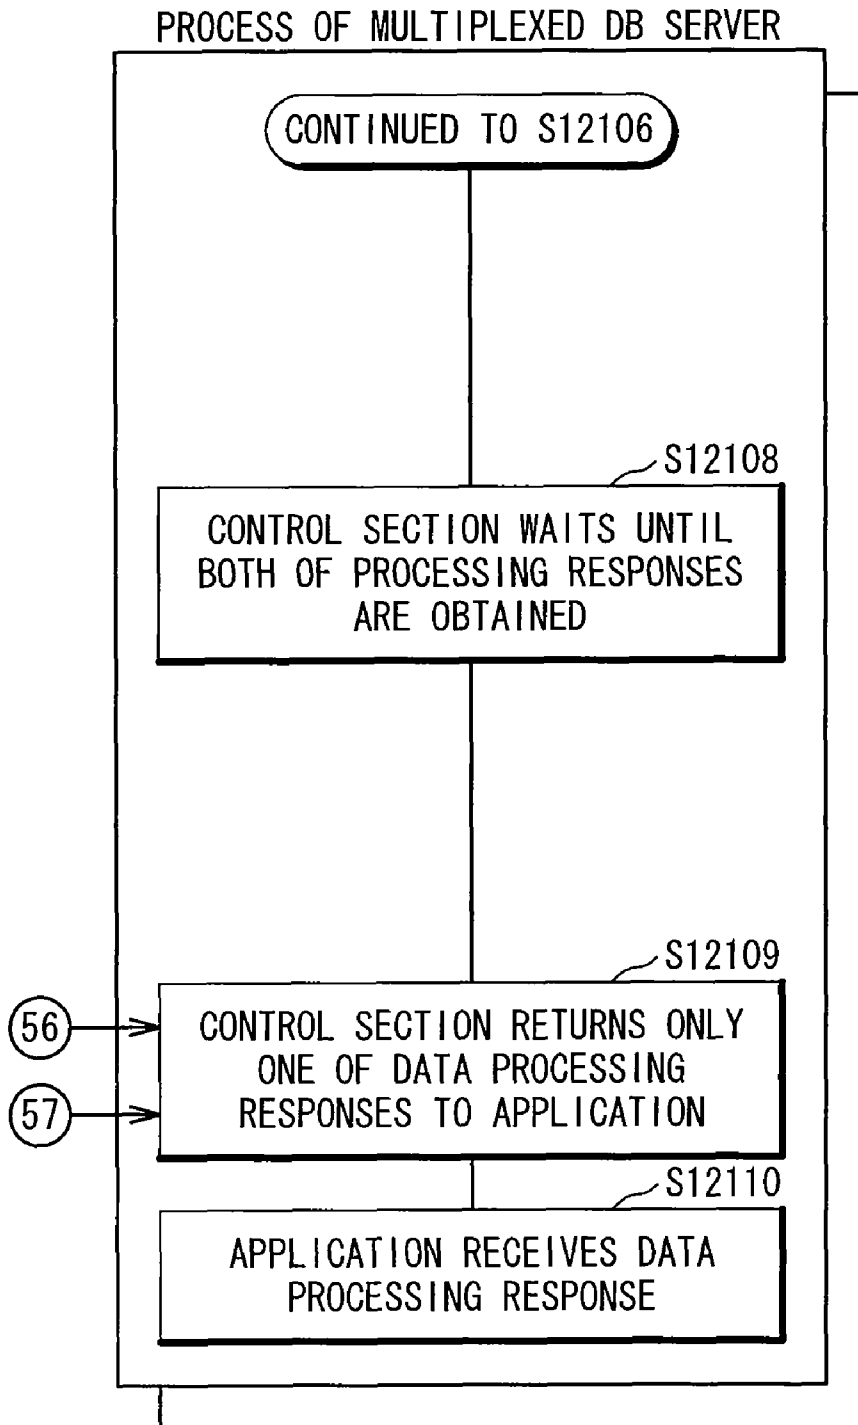 PROCESS OF MULTIPLEXED DB SERVER
CONTINUED TO S12106
S12108
CONTROL SECTION WAITS UNTIL
BOTH OF PROCESSING RESPONSES
ARE OBTAINED
S12109
56
CONTROL SECTION RETURNS ONLY
ONE OF DATA PROCESSING
57
RESPONSES TO APPLICATION
S12110
APPLICATION RECEIVES DATA
PROCESSING RESPONSE